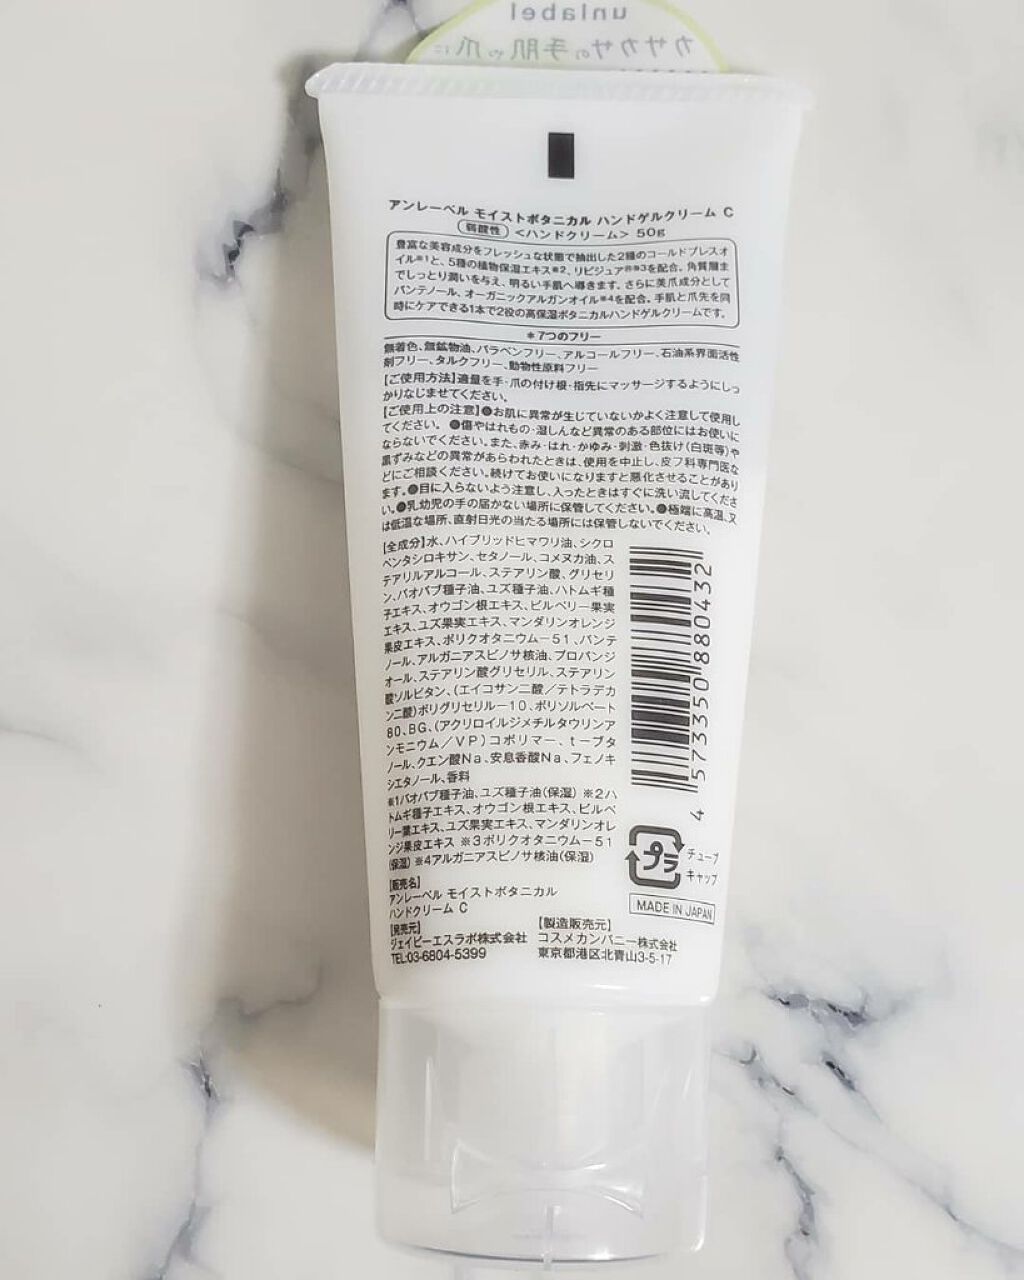 unlabel
カサカサの手肌や爪に
アンレーベル モイストボタニカル ハンドゲルクリーム C
弱酸性 <ハンドクリーム> 50g
豊富な美容成分をフレッシュな状態で抽出した2種のコールドプレスオ
イル※1と、5種の植物保湿エキス※2、リピジュア®※3を配合。角質層ま
でしっとり潤いを与え、明るい手肌へ導きます。さらに美爪成分として
パンテノール、オーガニックアルガンオイル※4を配合。手肌と爪先を同
時にケアできる1本で2役の高保湿ボタニカルハンドゲルクリームです。
*7つのフリー
無着色、無鉱物油、パラベンフリー、アルコールフリー、石油系界面活性
剤フリー、タルクフリー、動物性原料フリー
【ご使用方法】適量を手・爪の付け根・指先にマッサージするようにしっ
かりなじませてください。
【ご使用上の注意】●お肌に異常が生じていないかよく注意して使用し
てください。 ●傷やはれもの・湿しんなど異常のある部位にはお使いに
ならないでください。また、赤み・はれ・かゆみ・刺激・色抜け(白斑等)や
黒ずみなどの異常があらわれたときは、使用を中止し、皮フ科専門医な
どにご相談ください。続けてお使いになりますと悪化させることがあり
ます。●目に入らないよう注意し、入ったときはすぐに洗い流してくださ
い。●乳幼児の手の届かない場所に保管してください。●極端に高温、又
は低温な場所、直射日光の当たる場所には保管しないでください。
【全成分】水、ハイブリッドヒマワリ油、シクロ
ペンタシロキサン、セタノール、コメヌカ油、ス
テアリルアルコール、ステアリン酸、グリセリ
ン、バオバブ種子油、ユズ種子油、ハトムギ種
子エキス、オウゴン根エキス、ビルベリー果実
エキス、ユズ果実エキス、マンダリンオレンジ
果皮エキス、ポリクオタニウム－51、パンテ
ノール、アルガニアスピノサ核油、プロパンジ
オール、ステアリン酸グリセリル、ステアリン
酸ソルビタン、(エイコサン二酸／テトラデカ
ン二酸)ポリグリセリル－10、ポリソルベート
80、BG、(アクリロイルジメチルタウリンア
ンモニウム／VP)コポリマー、t－ブタ
ノール、クエン酸Na、安息香酸Na、フェノキ
シエタノール、香料
※1バオバブ種子油、ユズ種子油(保湿) ※2ハ
トムギ種子エキス、オウゴン根エキス、ビルベ
リー葉エキス、ユズ果実エキス、マンダリンオレ
ンジ果皮エキス ※3ポリクオタニウム－51
(保湿) ※4アルガニアスピノサ核油(保湿)
4 573350 880432
プラ
チューブ
キャップ
MADE IN JAPAN
【販売名】
アンレーベル モイストボタニカル
ハンドクリーム C
【発売元】
ジェイピーエスラボ株式会社
TEL:03-6804-5399
【製造販売元】
コスメカンパニー株式会社
東京都港区北青山3-5-17